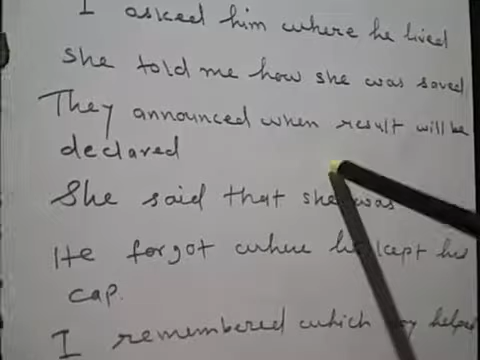 I asked him where he lived
She told me how she was saved
They announced when result will be
declared
She said that she was
He forgot where he kept his
cap.
I remembered which helped